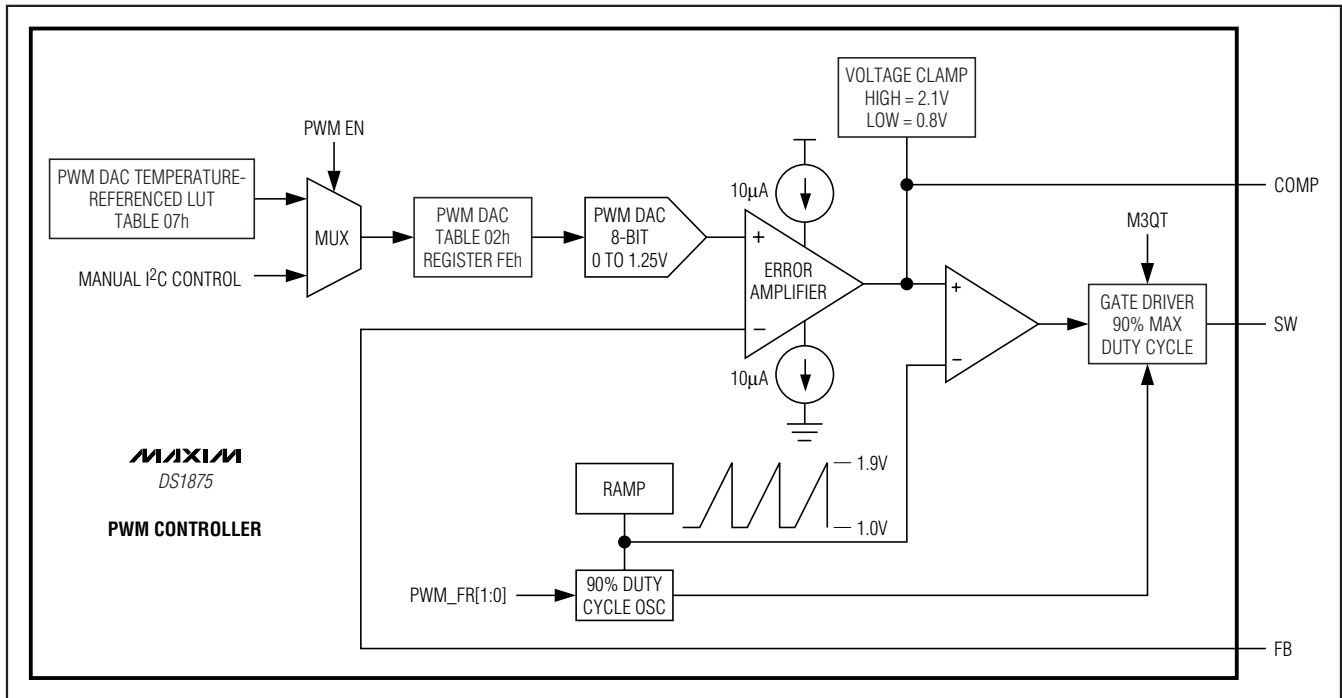 VOLTAGE CLAMP
HIGH = 2.1V
LOW = 0.8V
PWM EN
PWM DAC TEMPERATURE-
REFERENCED LUT
TABLE 07h
MANUAL I²C CONTROL
MUX
PWM DAC
TABLE 02h
REGISTER FEh
PWM DAC
8-BIT
0 TO 1.25V
10μA
+
ERROR
AMPLIFIER
−
10μA
COMP
+
−
M3QT
GATE DRIVER
90% MAX
DUTY CYCLE
SW
MAXIM
DS1875
PWM CONTROLLER
RAMP
1.9V
1.0V
PWM_FR[1:0]
90% DUTY
CYCLE OSC
FB